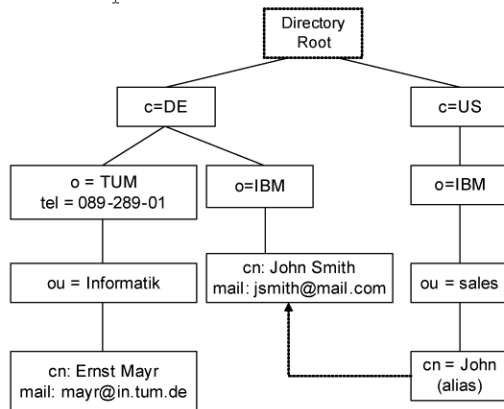 Directory
Root
c=DE
c=US
o = TUM
tel = 089-289-01
o=IBM
o=IBM
ou = Informatik
cn: John Smith
mail: jsmith@mail.com
ou = sales
cn: Ernst Mayr
mail: mayr@in.tum.de
cn = John
(alias)